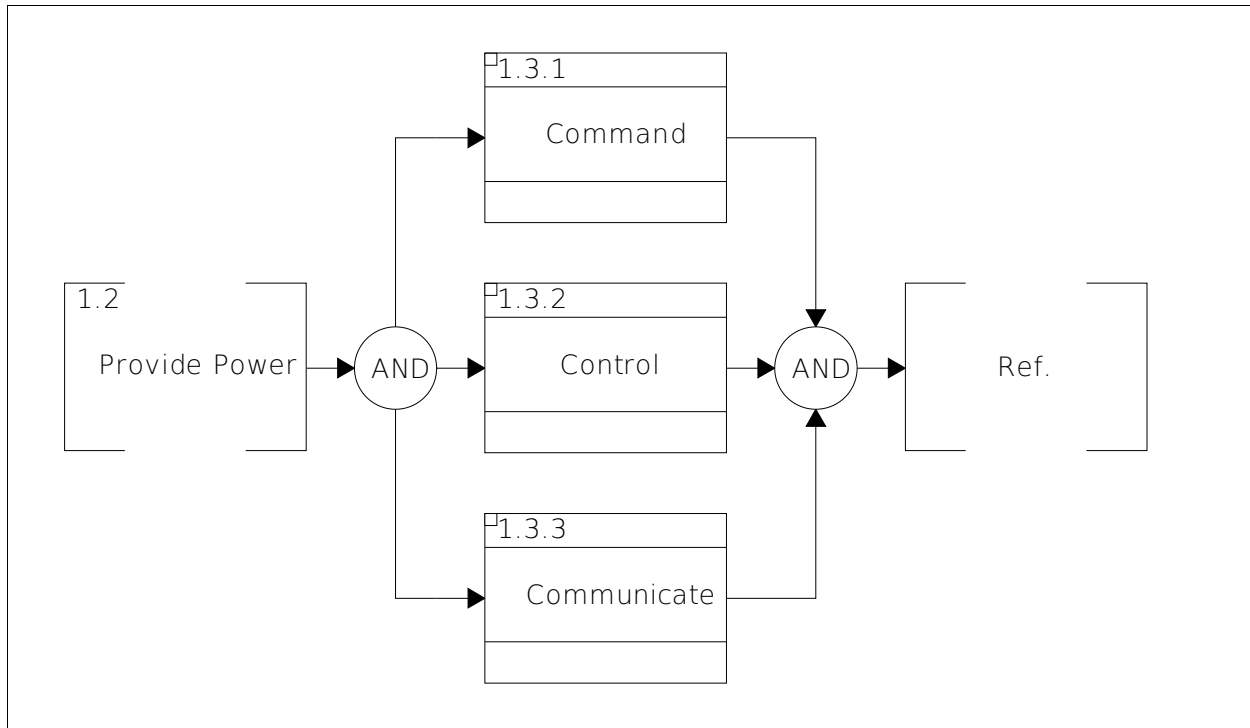 1.3.1
Command
1.2
Provide Power
AND
1.3.2
Control
AND
Ref.
1.3.3
Communicate